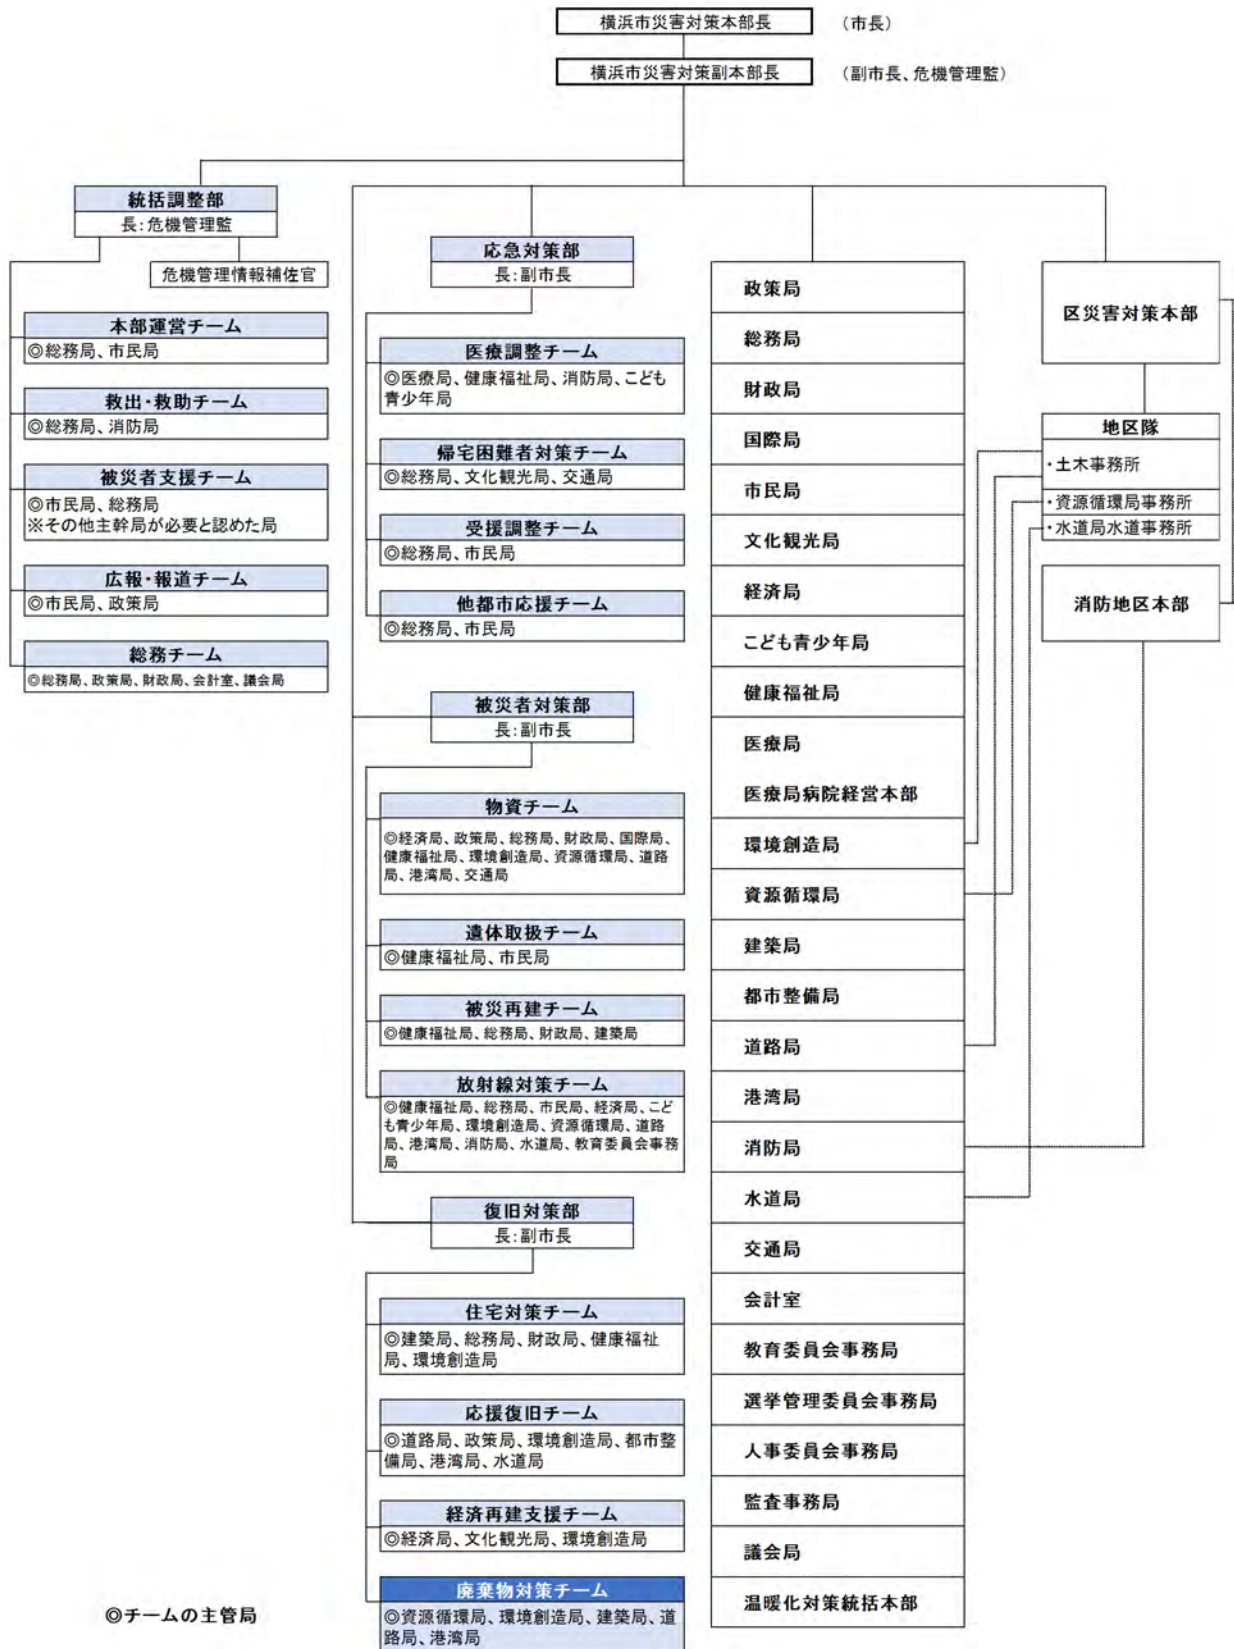 横浜市災害対策本部長
（市長）
横浜市災害対策副本部長
（副市長、危機管理監）
統括調整部
長：危機管理監
危機管理情報補佐官
本部運営チーム
◎総務局、市民局
救出・救助チーム
◎総務局、消防局
被災者支援チーム
◎市民局、総務局
※その他主幹局が必要と認めた局
広報・報道チーム
◎市民局、政策局
総務チーム
◎総務局、政策局、財政局、会計室、議会局
応急対策部
長：副市長
医療調整チーム
◎医療局、健康福祉局、消防局、こども
青少年局
帰宅困難者対策チーム
◎総務局、文化観光局、交通局
受援調整チーム
◎総務局、市民局
他都市応援チーム
◎総務局、市民局
被災者対策部
長：副市長
物資チーム
◎経済局、政策局、総務局、財政局、国際局、
健康福祉局、環境創造局、資源循環局、道路
局、港湾局、交通局
遺体取扱チーム
◎健康福祉局、市民局
被災再建チーム
◎健康福祉局、総務局、財政局、建築局
放射線対策チーム
◎健康福祉局、総務局、市民局、経済局、こど
も青少年局、環境創造局、資源循環局、道路
局、港湾局、消防局、水道局、教育委員会事務
局
復旧対策部
長：副市長
住宅対策チーム
◎建築局、総務局、財政局、健康福祉
局、環境創造局
応援復旧チーム
◎道路局、政策局、環境創造局、都市整
備局、港湾局、水道局
経済再建支援チーム
◎経済局、文化観光局、環境創造局
廃棄物対策チーム
◎資源循環局、環境創造局、建築局、道
路局、港湾局
政策局
総務局
財政局
国際局
市民局
文化観光局
経済局
こども青少年局
健康福祉局
医療局
医療局病院経営本部
環境創造局
資源循環局
建築局
都市整備局
道路局
港湾局
消防局
水道局
交通局
会計室
教育委員会事務局
選挙管理委員会事務局
人事委員会事務局
監査事務局
議会局
温暖化対策統括本部
区災害対策本部
地区隊
・土木事務所
・資源循環局事務所
・水道局水道事務所
消防地区本部
◎チームの主管局